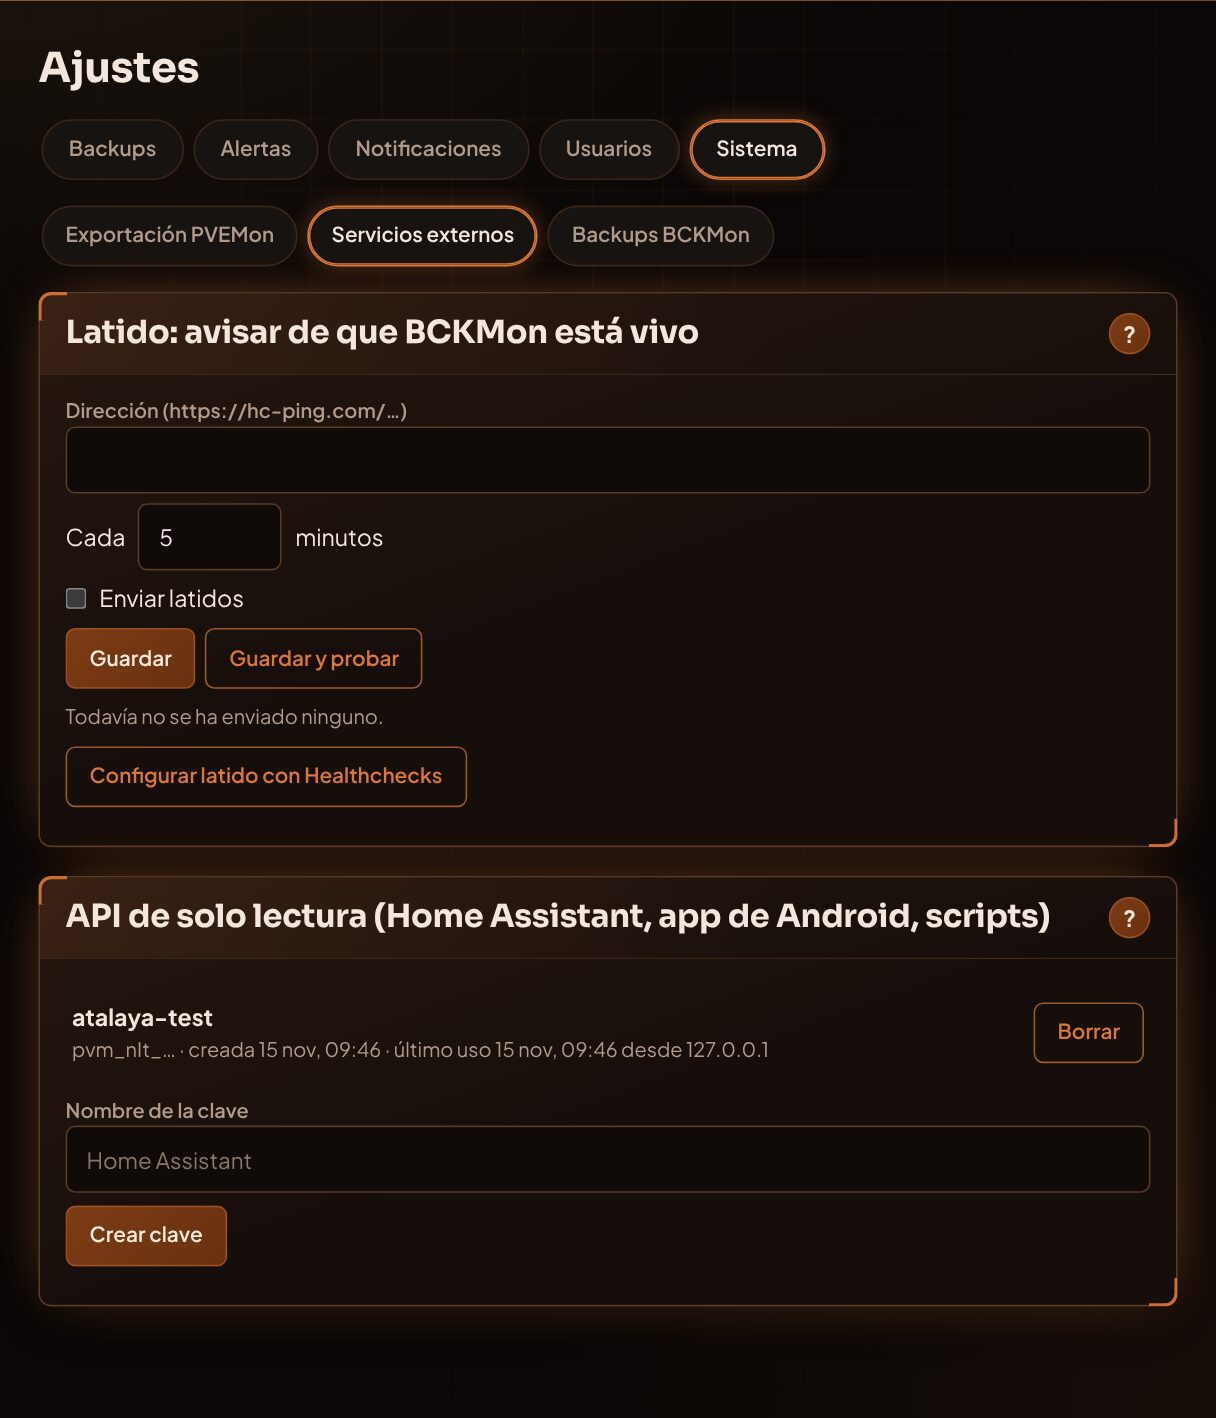 Ajustes
Backups
Alertas
Notificaciones
Usuarios
Sistema
Exportación PVEMon
Servicios externos
Backups BCKMon
Latido: avisar de que BCKMon está vivo
?
Dirección (https://hc-ping.com/…)
Cada 5 minutos
Enviar latidos
Guardar
Guardar y probar
Todavía no se ha enviado ninguno.
Configurar latido con Healthchecks
API de solo lectura (Home Assistant, app de Android, scripts)
?
atalaya-test
pvm_nlt_… · creada 15 nov, 09:46 · último uso 15 nov, 09:46 desde 127.0.0.1
Borrar
Nombre de la clave
Home Assistant
Crear clave